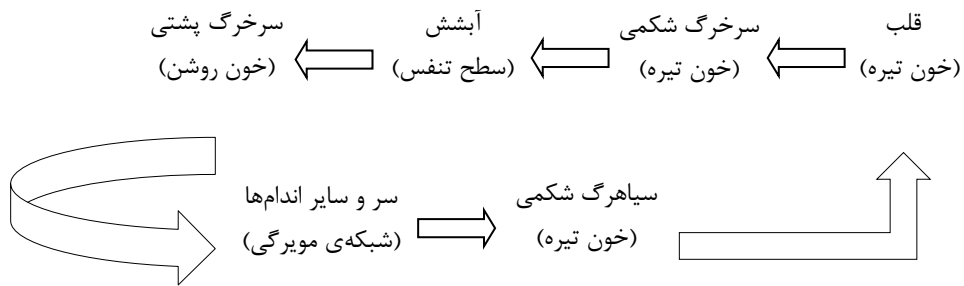 قلب
(خون تیره)
سرخرگ شکمی
(خون تیره)
آبشش
(سطح تنفس)
سرخرگ پشتی
(خون روشن)
سر و سایر اندام‌ها
(شبکه‌ی مویرگی)
سیاهرگ شکمی
(خون تیره)